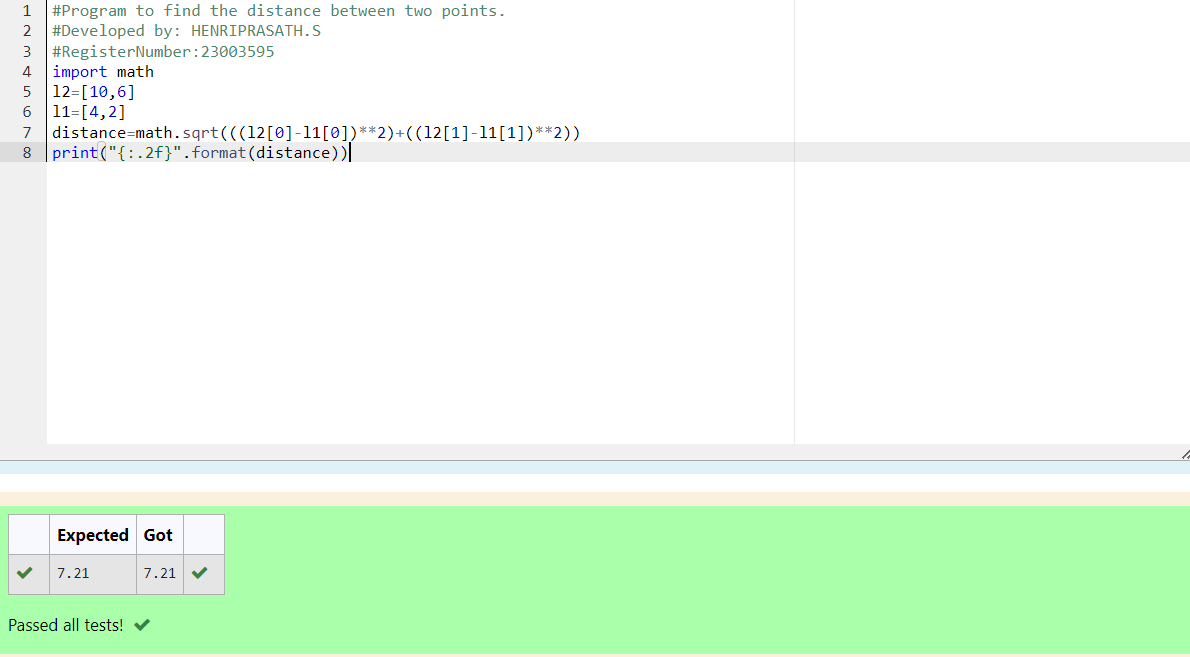 1 #Program to find the distance between two points.
2 #Developed by: HENRIPRASATH.S
3 #RegisterNumber:23003595
4 import math
5 l2=[10,6]
6 l1=[4,2]
7 distance=math.sqrt(((l2[0]-l1[0])**2)+((l2[1]-l1[1])**2))
8 print("{:.2f}".format(distance))
Expected Got
7.21 7.21
Passed all tests!